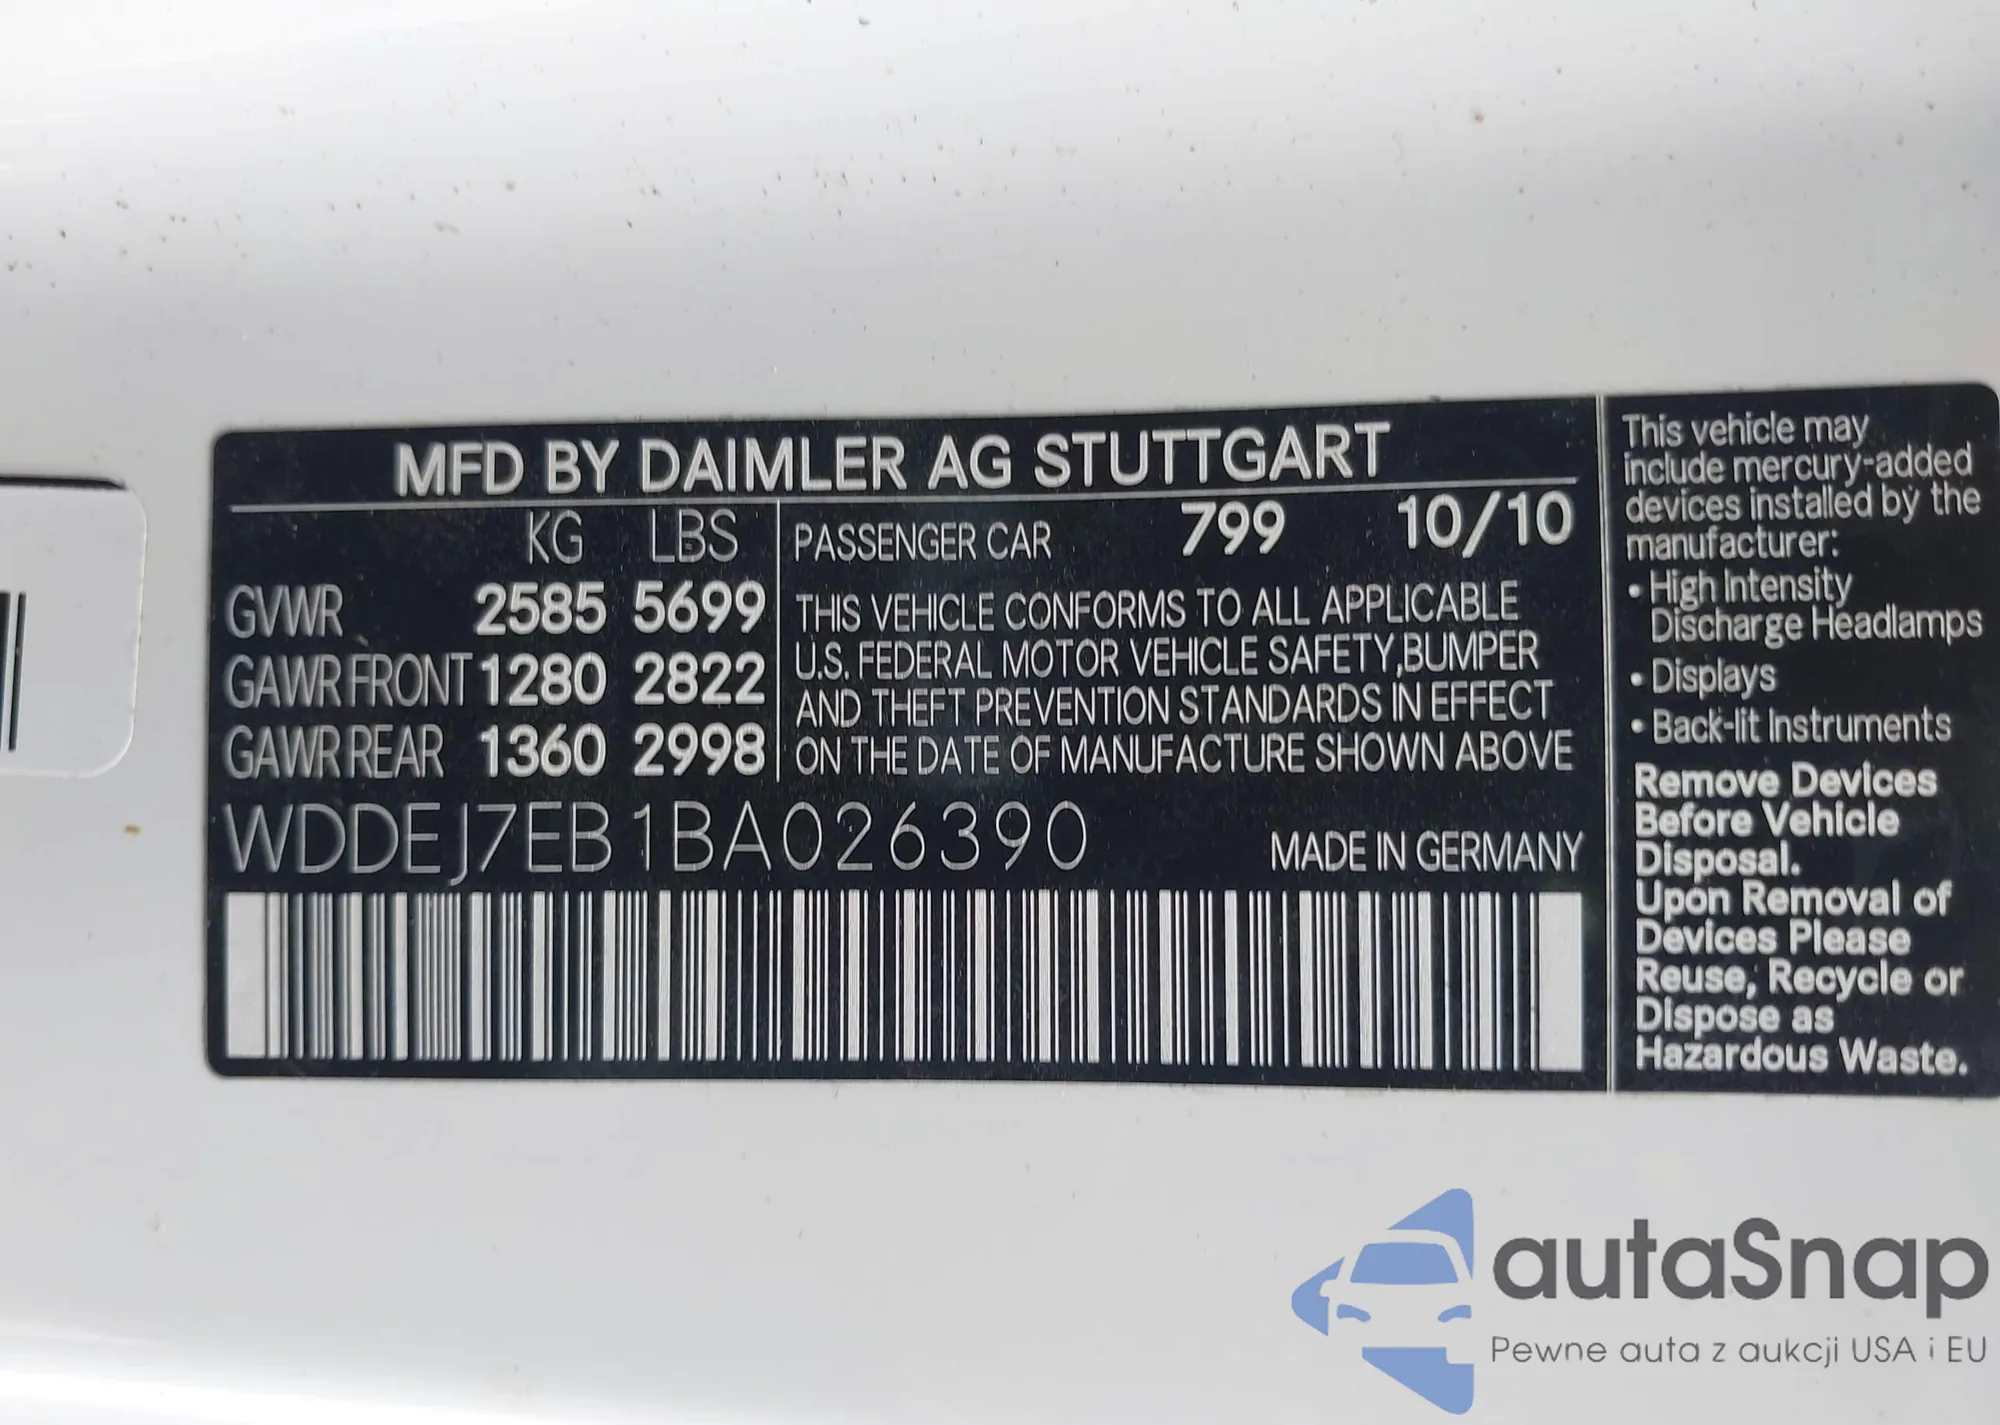 MFD BY DAIMLER AG STUTTGART
KG LBS
GVWR 2585 5699
GAWR FRONT 1280 2822
GAWR REAR 1360 2998
PASSENGER CAR 799 10/10
THIS VEHICLE CONFORMS TO ALL APPLICABLE
U.S. FEDERAL MOTOR VEHICLE SAFETY,BUMPER
AND THEFT PREVENTION STANDARDS IN EFFECT
ON THE DATE OF MANUFACTURE SHOWN ABOVE
WDDEJ7EB1BA026390
MADE IN GERMANY
This vehicle may
include mercury-added
devices installed by the
manufacturer:
• High Intensity
Discharge Headlamps
• Displays
• Back-lit Instruments
Remove Devices
Before Vehicle
Disposal.
Upon Removal of
Devices Please
Reuse, Recycle or
Dispose as
Hazardous Waste.
autaSnap
Pewne auta z aukcji USA i EU